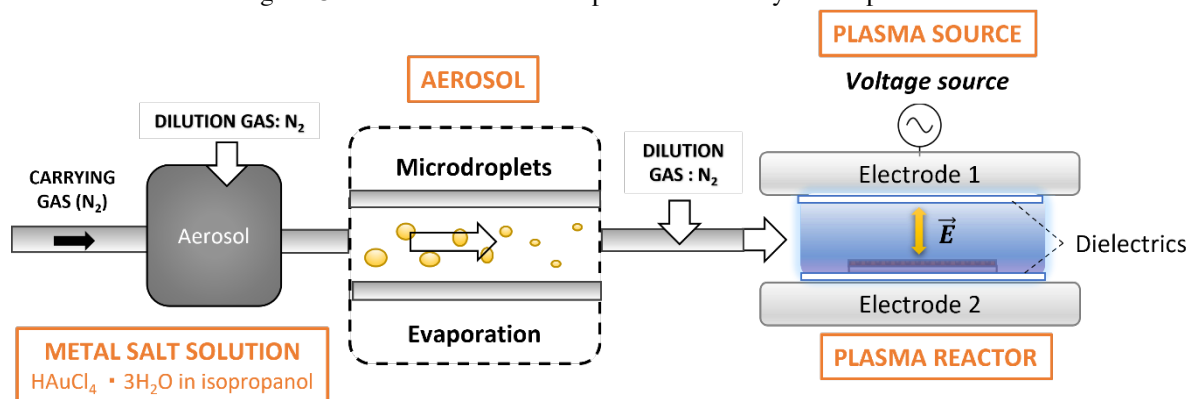 PLASMA SOURCE
AEROSOL
Voltage source
DILUTION GAS: N₂
CARRYING
GAS (N₂)
Aerosol
Microdroplets
Evaporation
DILUTION
GAS : N₂
Electrode 1
E
Dielectrics
Electrode 2
METAL SALT SOLUTION
HAuCl₄ ・3H₂O in isopropanol
PLASMA REACTOR